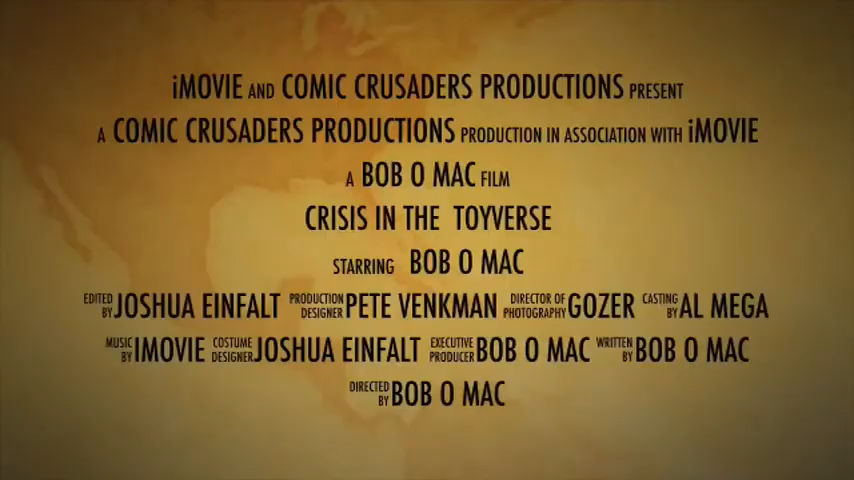 iMOVIE AND COMIC CRUSADERS PRODUCTIONS PRESENT
A COMIC CRUSADERS PRODUCTIONS PRODUCTION IN ASSOCIATION WITH iMOVIE
A BOB O MAC FILM
CRISIS IN THE TOYVERSE
STARRING BOB O MAC
EDITED BY JOSHUA EINFALT PRODUCTION DESIGNER PETE VENKMAN DIRECTOR OF PHOTOGRAPHY GOZER CASTING BY AL MEGA
MUSIC BY IMOVIE COSTUME DESIGNER JOSHUA EINFALT EXECUTIVE PRODUCER BOB O MAC WRITTEN BY BOB O MAC
DIRECTED BY BOB O MAC